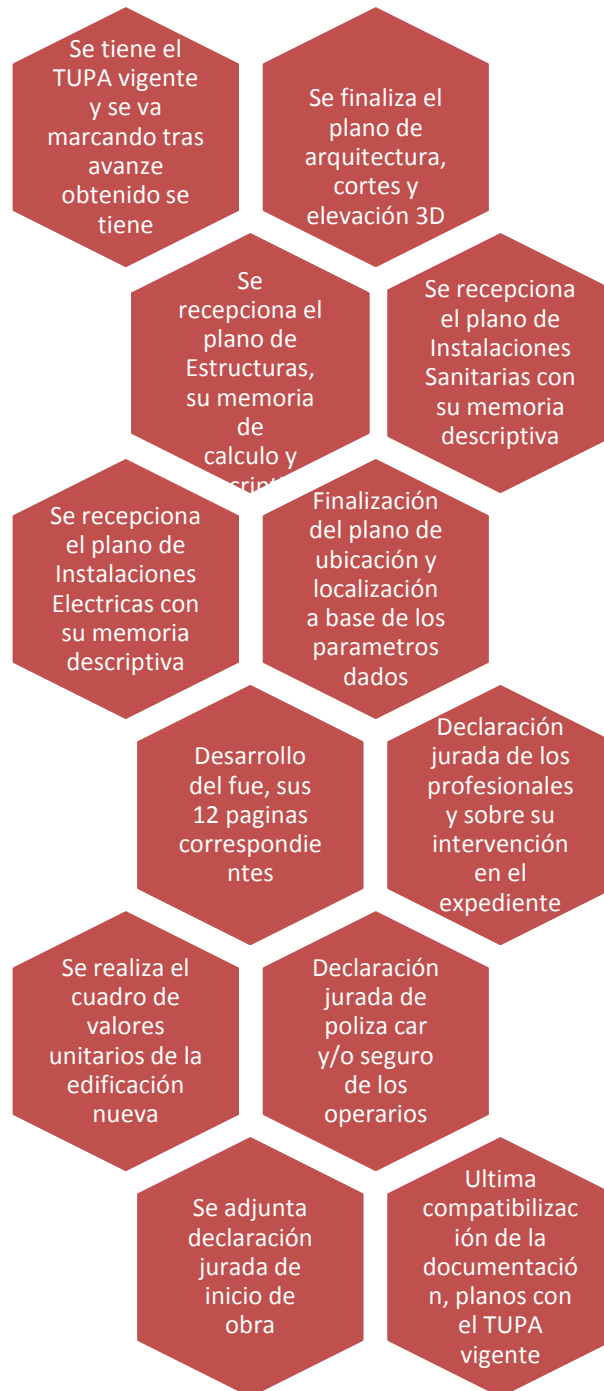 Se tiene el
TUPA vigente
y se va
marcando tras
avanze
obtenido se
tiene
Se finaliza el
plano de
arquitectura,
cortes y
elevación 3D
Se
recepciona el
plano de
Estructuras,
su memoria
de
calculo y
Se recepciona
el plano de
Instalaciones
Sanitarias con
su memoria
descriptiva
Se recepciona
el plano de
Instalaciones
Electricas con
su memoria
descriptiva
Finalización
del plano de
ubicación y
localización
a base de los
parametros
dados
Desarrollo
del fue, sus
12 paginas
correspondie
ntes
Declaración
jurada de los
profesionales
y sobre su
intervención
en el
expediente
Se realiza el
cuadro de
valores
unitarios de la
edificación
nueva
Declaración
jurada de
poliza car
y/o seguro
de los
operarios
Se adjunta
declaración
jurada de
inicio de
obra
Ultima
compatibilizac
ión de la
documentació
n, planos con
el TUPA
vigente